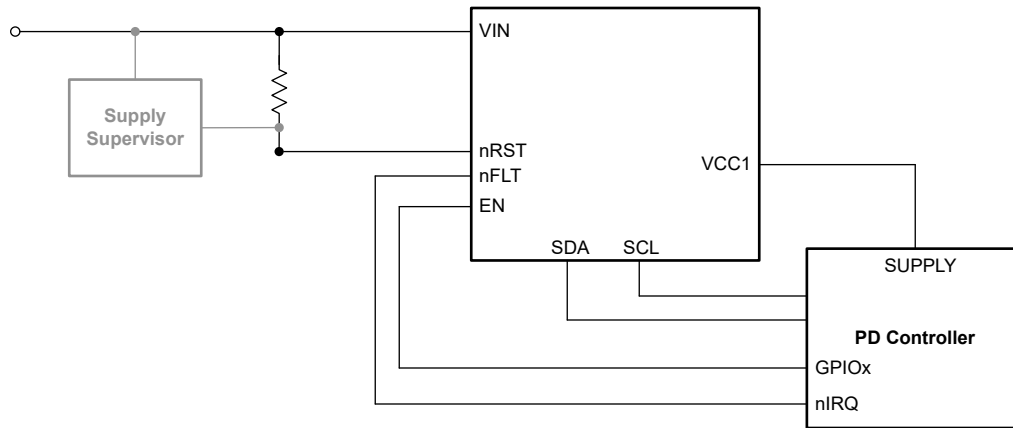 VIN
Supply
Supervisor
nRST
nFLT
VCC1
EN
SDA SCL
SUPPLY
PD Controller
GPIOx
nIRQ